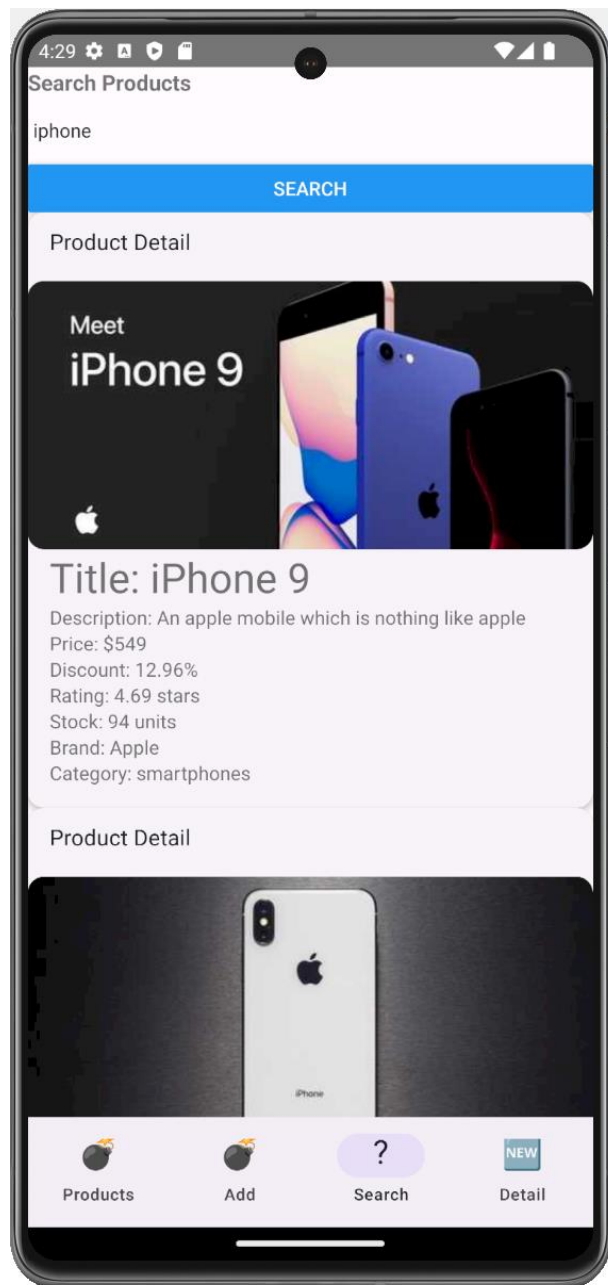 4:29
Search Products
iphone
SEARCH
Product Detail
Meet
iPhone 9
Title: iPhone 9
Description: An apple mobile which is nothing like apple
Price: $549
Discount: 12.96%
Rating: 4.69 stars
Stock: 94 units
Brand: Apple
Category: smartphones
Product Detail
iPhone
?
NEW
Products
Add
Search
Detail